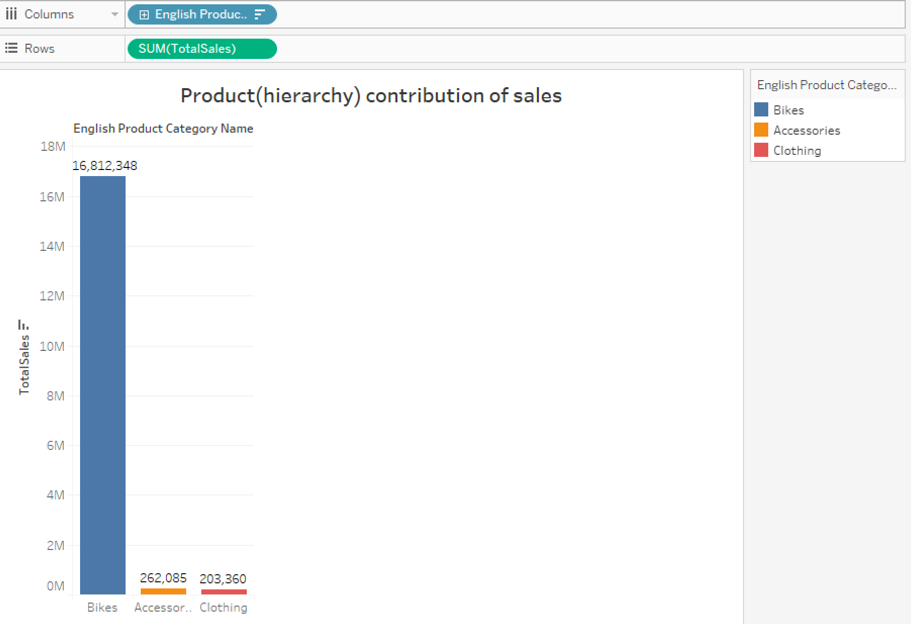 Columns
English Produc..
Rows
SUM(TotalSales)
Product(hierarchy) contribution of sales
English Product Category Name
18M
16,812,348
16M
14M
12M
10M
8M
6M
4M
2M
0M
TotalSales
262,085
203,360
Bikes
Accessor..
Clothing
English Product Catego...
Bikes
Accessories
Clothing